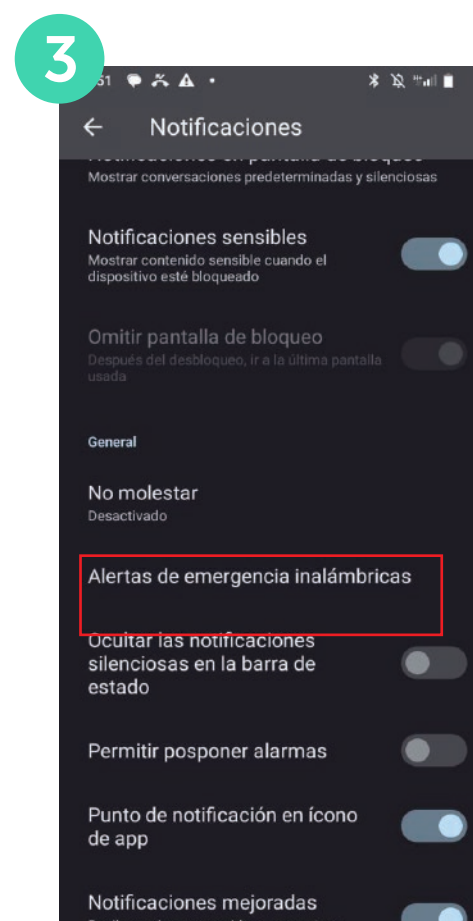 3
51
Notificaciones
Mostrar conversaciones predeterminadas y silenciosas
Notificaciones sensibles
Mostrar contenido sensible cuando el
dispositivo esté bloqueado
Omitir pantalla de bloqueo
Después del desbloqueo, ir a la última pantalla
usada
General
No molestar
Desactivado
Alertas de emergencia inalámbricas
Ocultar las notificaciones
silenciosas en la barra de
estado
Permitir posponer alarmas
Punto de notificación en ícono
de app
Notificaciones mejoradas